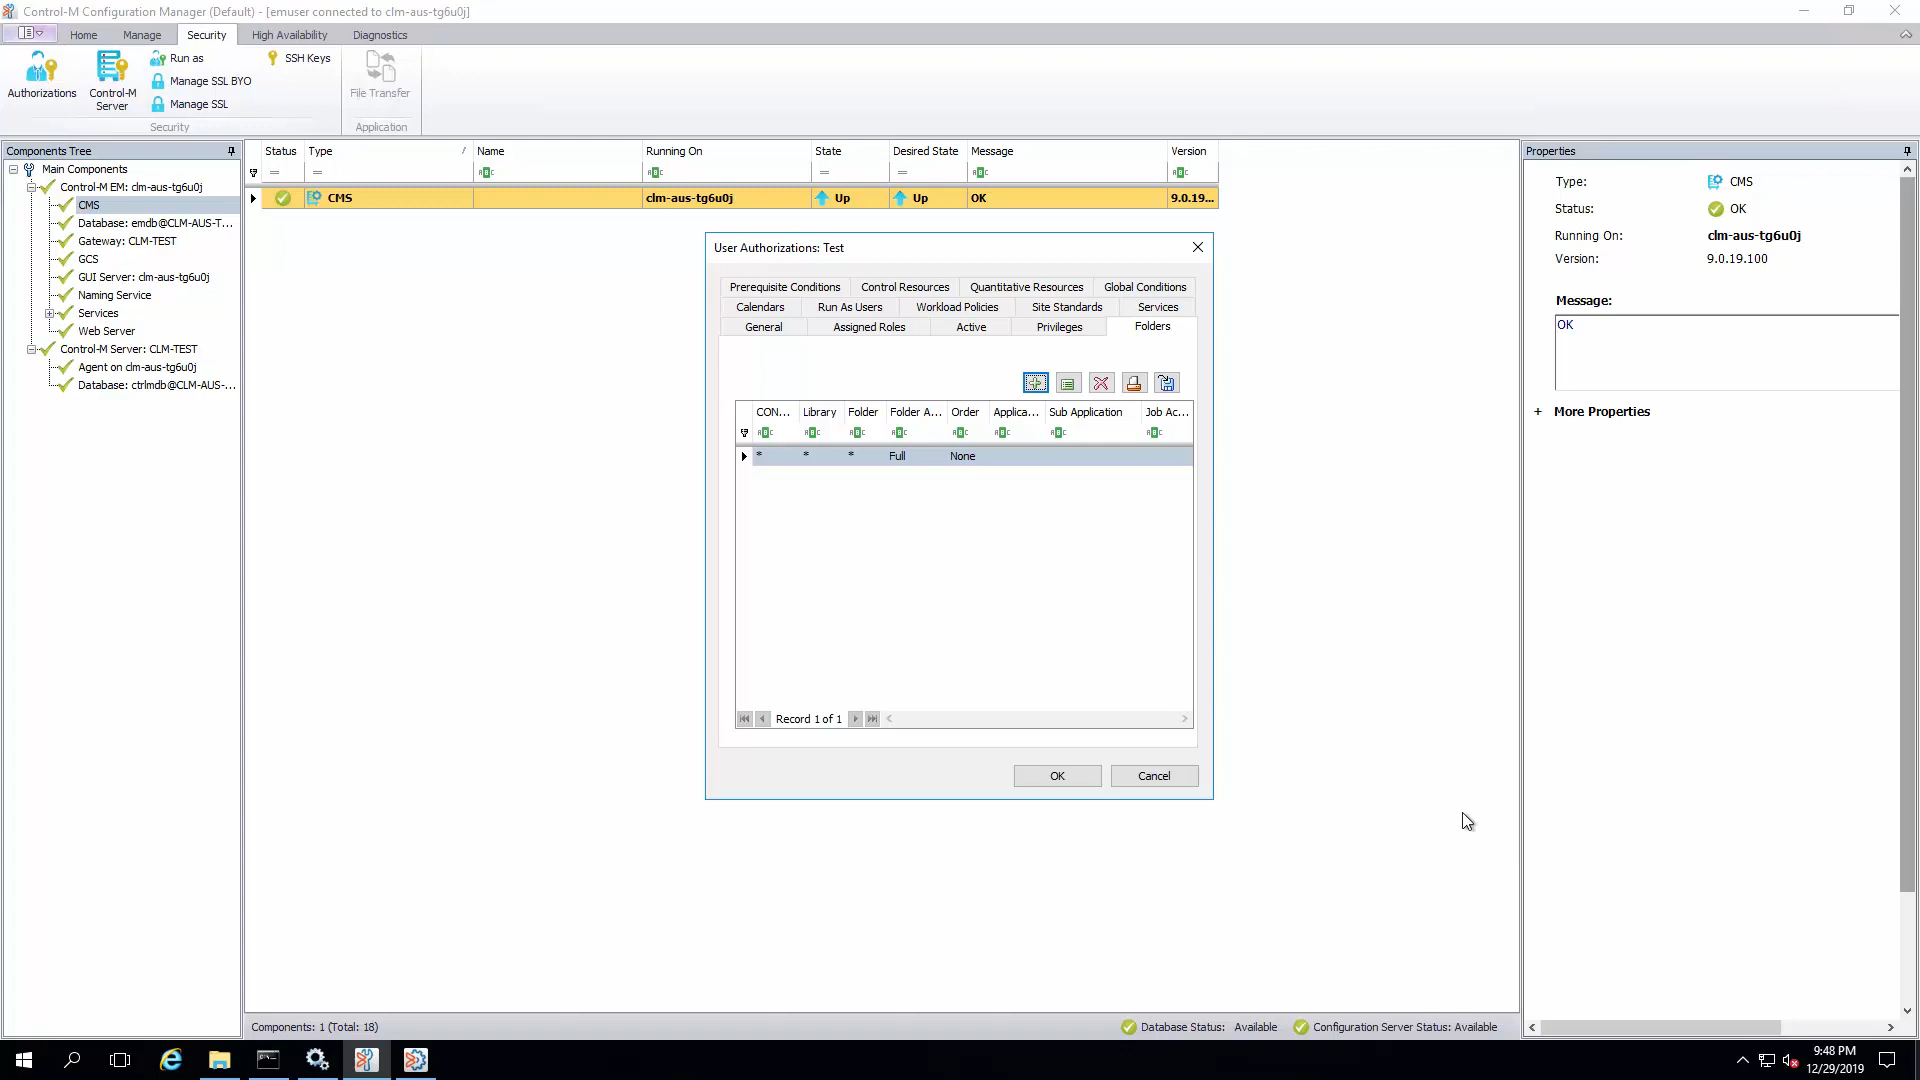 Control-M Configuration Manager (Default) - [emuser connected to clm-aus-tg6u0j]
Home Manage Security High Availability Diagnostics
Authorizations
Control-M Server
Run as
Manage SSL BYO
Manage SSL
SSH Keys
File Transfer
Security
Application
Components Tree
Main Components
Control-M EM: clm-aus-tg6u0j
CMS
Database: emdb@CLM-AUS-T...
Gateway: CLM-TEST
GCS
GUI Server: clm-aus-tg6u0j
Naming Service
Services
Web Server
Control-M Server: CLM-TEST
Agent on clm-aus-tg6u0j
Database: ctrlmdb@CLM-AUS-...
Status Type / Name Running On State Desired State Message Version
CMS clm-aus-tg6u0j Up Up OK 9.0.19...
User Authorizations: Test
Prerequisite Conditions Control Resources Quantitative Resources Global Conditions
Calendars Run As Users Workload Policies Site Standards Services
General Assigned Roles Active Privileges Folders
CON... Library Folder Folder A... Order Applica... Sub Application Job Ac...
* * * Full None
Record 1 of 1
OK Cancel
Properties
Type: CMS
Status: OK
Running On: clm-aus-tg6u0j
Version: 9.0.19.100
Message:
OK
+ More Properties
Components: 1 (Total: 18)
Database Status: Available
Configuration Server Status: Available
9:48 PM
12/29/2019